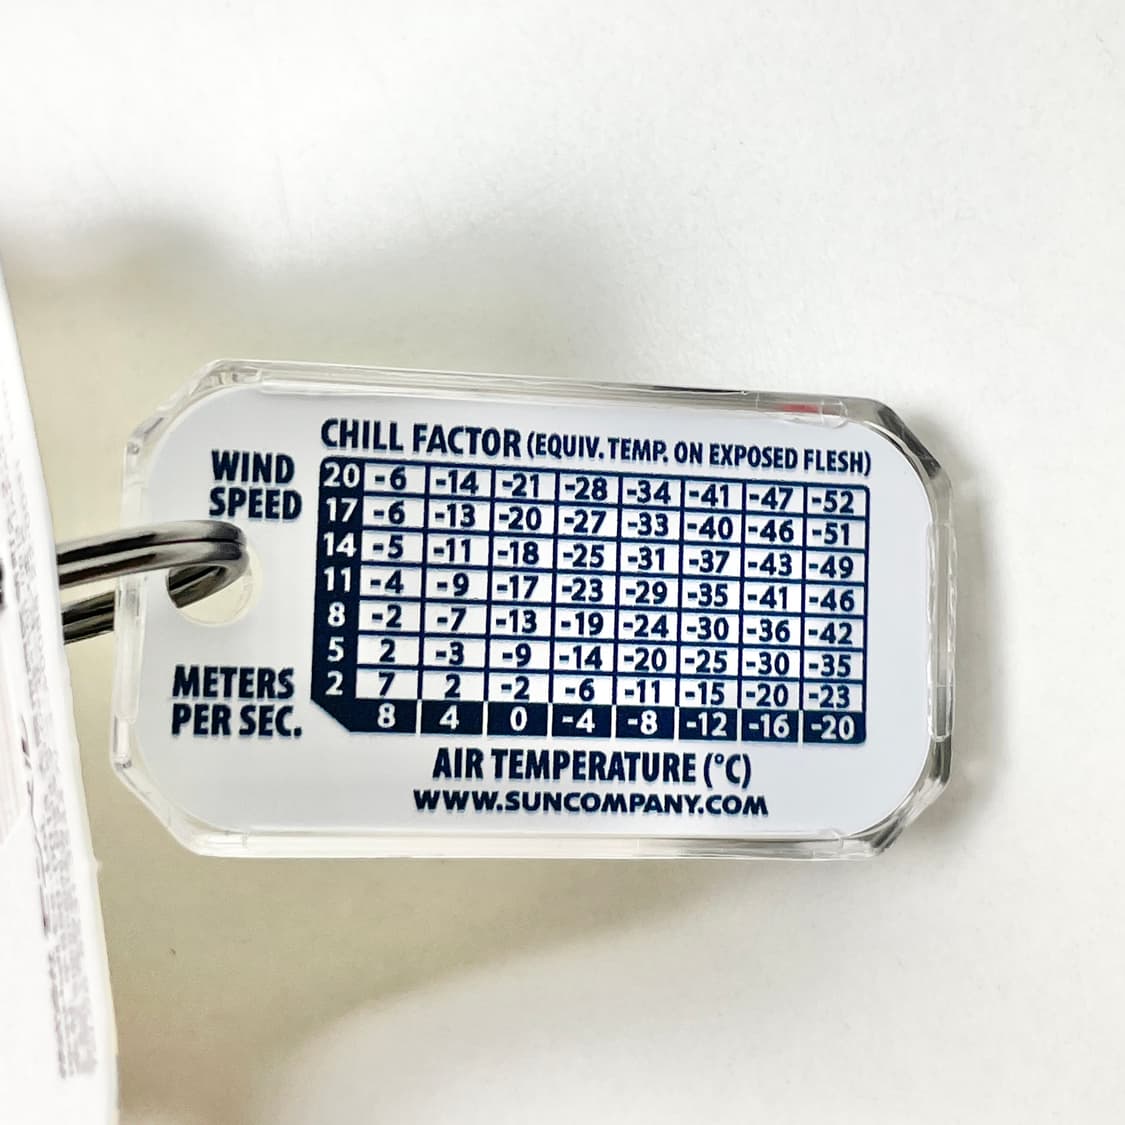 CHILL FACTOR (EQUIV. TEMP. ON EXPOSED FLESH)
WIND SPEED
20 -6 -14 -21 -28 -34 -41 -47 -52
17 -6 -13 -20 -27 -33 -40 -46 -51
14 -5 -11 -18 -25 -31 -37 -43 -49
11 -4 -9 -17 -23 -29 -35 -41 -46
8 -2 -7 -13 -19 -24 -30 -36 -42
5 2 -3 -9 -14 -20 -25 -30 -35
2 7 2 -2 -6 -11 -15 -20 -23
METERS PER SEC.
8 4 0 -4 -8 -12 -16 -20
AIR TEMPERATURE (°C)
WWW.SUNCOMPANY.COM